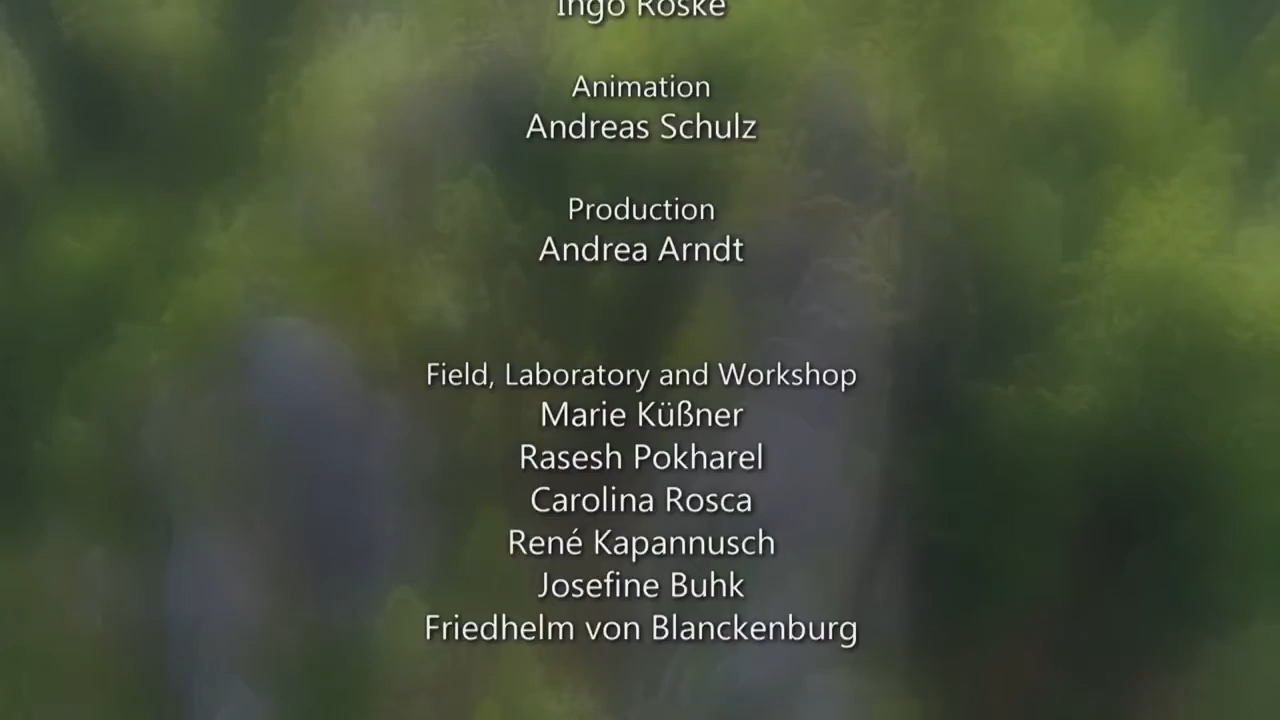 Ingo Röske
Animation
Andreas Schulz
Production
Andrea Arndt
Field, Laboratory and Workshop
Marie Küßner
Rasesh Pokharel
Carolina Rosca
René Kapannusch
Josefine Buhk
Friedhelm von Blanckenburg